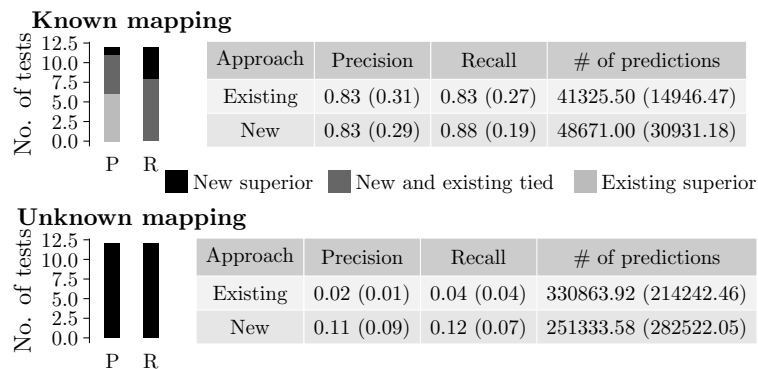 Known mapping
No. of tests
12.5
10.0
7.5
5.0
2.5
0.0
P R
Approach Precision Recall # of predictions
Existing 0.83 (0.31) 0.83 (0.27) 41325.50 (14946.47)
New 0.83 (0.29) 0.88 (0.19) 48671.00 (30931.18)
New superior New and existing tied Existing superior
Unknown mapping
No. of tests
12.5
10.0
7.5
5.0
2.5
0.0
P R
Approach Precision Recall # of predictions
Existing 0.02 (0.01) 0.04 (0.04) 330863.92 (214242.46)
New 0.11 (0.09) 0.12 (0.07) 251333.58 (282522.05)